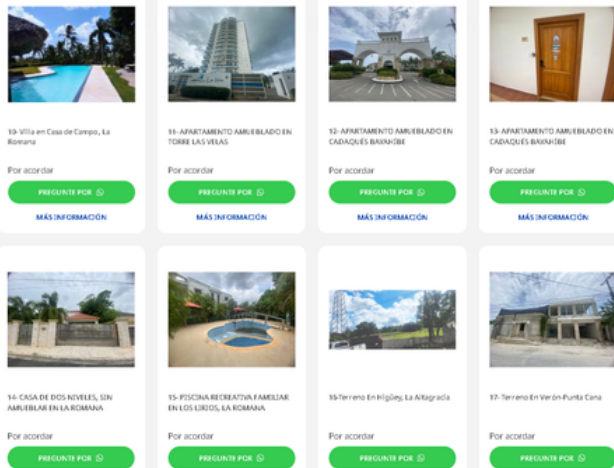 10- Villa en Casa de Campo, La
Romana
11- APARTAMENTO AMUEBLADO EN
TORRE LAS VELAS
12- APARTAMENTO AMUEBLADO EN
CADAQUÉS BAYAHÍBE
13- APARTAMENTO AMUEBLADO EN
CADAQUÉS BAYAHÍBE
Por acordar
Por acordar
Por acordar
Por acordar
PREGUNTE POR
PREGUNTE POR
PREGUNTE POR
PREGUNTE POR
MÁS INFORMACIÓN
MÁS INFORMACIÓN
MÁS INFORMACIÓN
MÁS INFORMACIÓN
14- CASA DE DOS NIVELES, SIN
AMUEBLAR EN LA ROMANA
15- PISCINA RECREATIVA FAMILIAR
EN LOS LIRIOS, LA ROMANA
16-Terreno En Higüey, La Altagracia
17- Terreno En Verón-Punta Cana
Por acordar
Por acordar
Por acordar
Por acordar
PREGUNTE POR
PREGUNTE POR
PREGUNTE POR
PREGUNTE POR